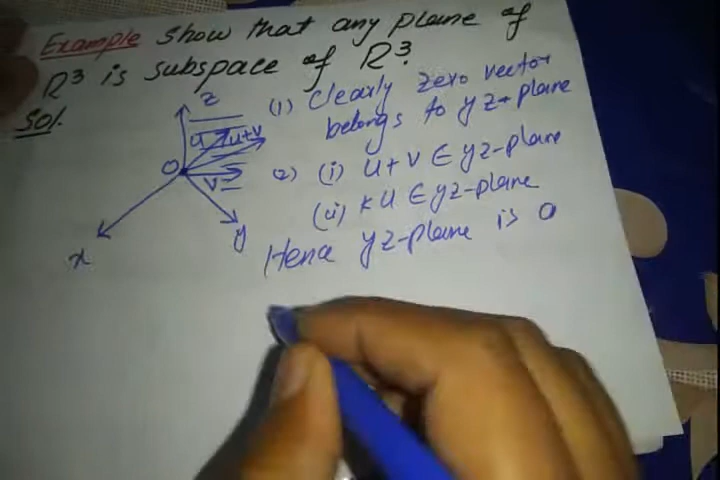 Example Show that any plane of
R³ is subspace of R³?
Sol.
z
u
u+v
O
v
x
y
(1) Clearly zero vector
belongs to yz-plane
2) (i) u+v ∈ yz-plane
(ii) ku ∈ yz-plane
Hence yz-plane is a